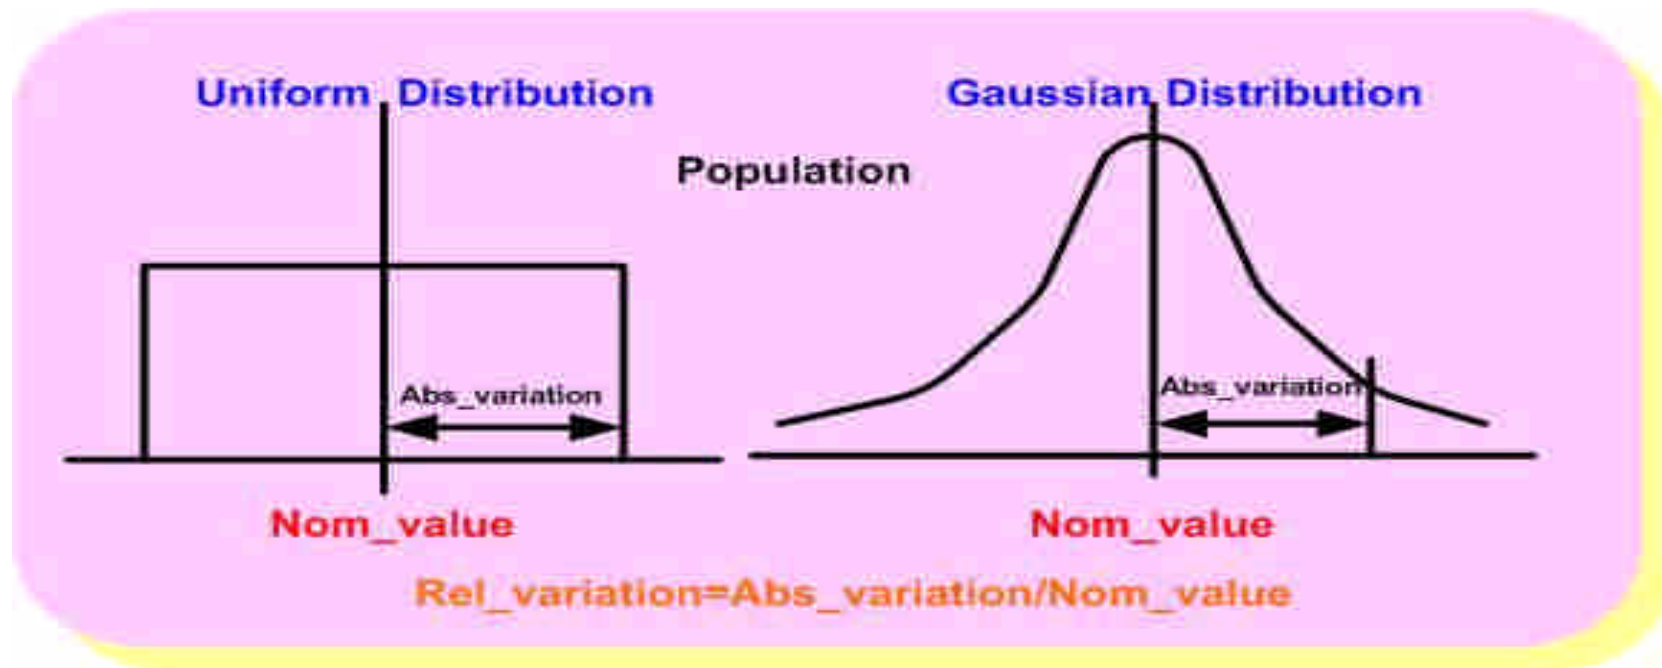 Uniform Distribution
Gaussian Distribution
Population
Abs_variation
Abs_variation
Nom_value
Nom_value
Rel_variation=Abs_variation/Nom_value